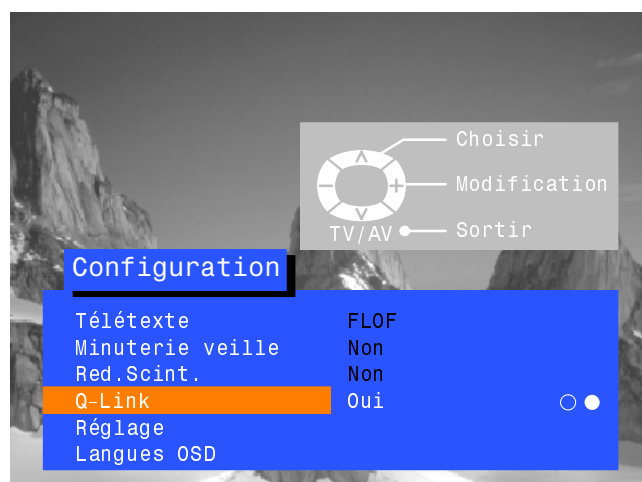 Choisir
Modification
TV/AV Sortir
Configuration
Télétexte FLOF
Minuterie veille Non
Red.Scint. Non
Q-Link Oui
Réglage
Langues OSD